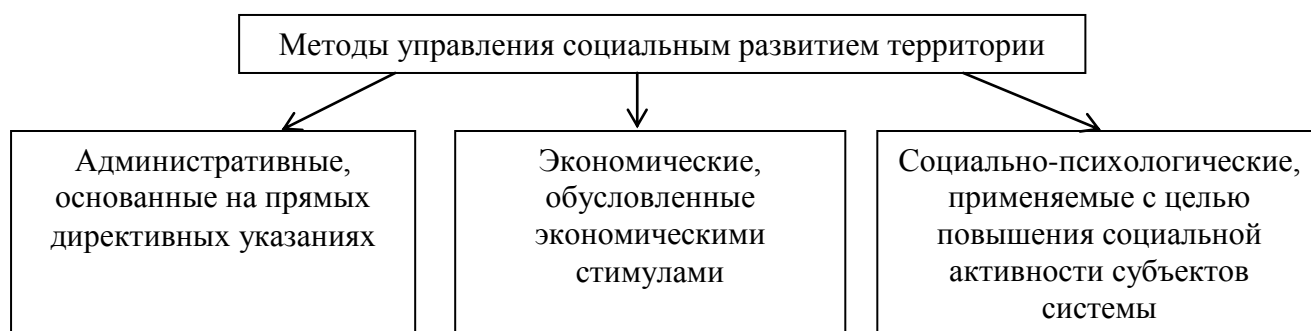 Методы управления социальным развитием территории
Административные,
основанные на прямых
директивных указаниях
Экономические,
обусловленные
экономическими
стимулами
Социально-психологические,
применяемые с целью
повышения социальной
активности субъектов
системы